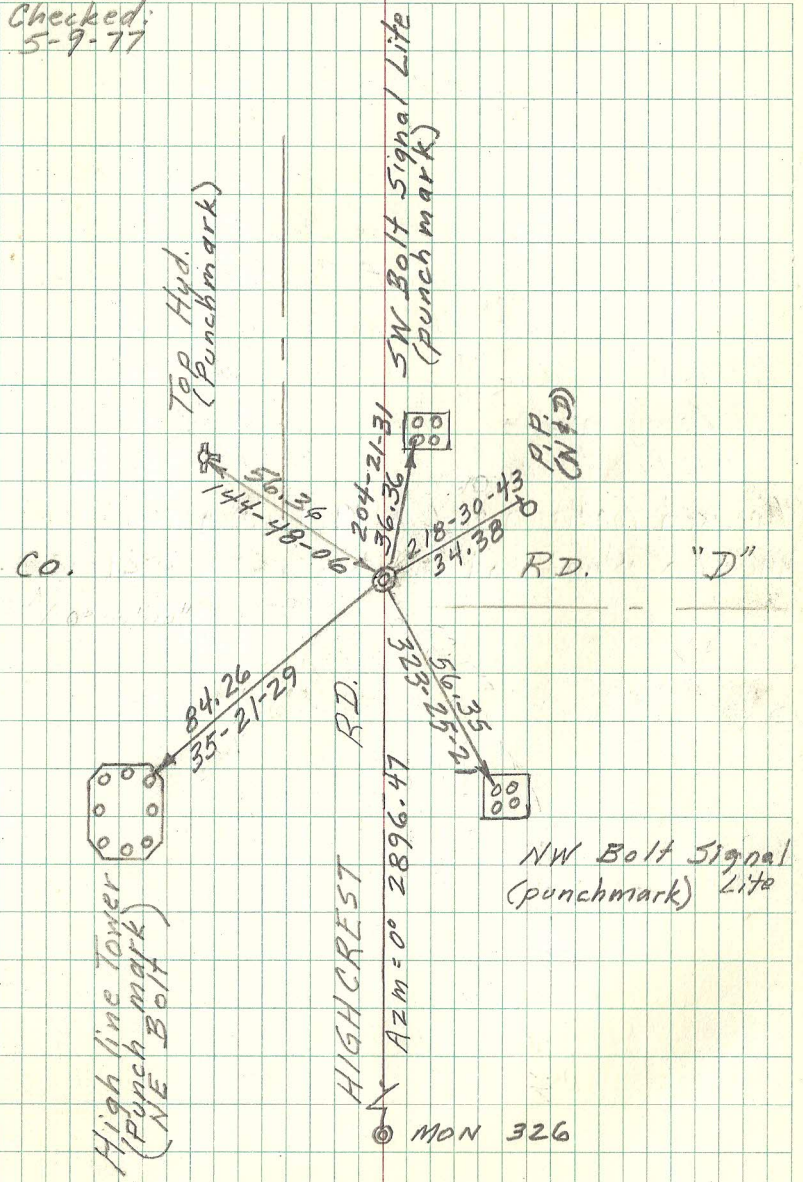 Checked:
5-9-77
SW Bolt Signal Lite
(punch mark)
Top Hyd.
(Punchmark)
P.P.
(N&D)
56.36
144-48-06
204-21-31
36.36
218-30-43
34.38
CO.
RD.
"D"
84.26
35-21-29
56.35
323-25-21
HIGHCREST RD.
Azm = 0° 2896.47
NW Bolt Signal
(punchmark) Lite
High line Tower
(Punch mark)
(NE Bolt)
MON 326